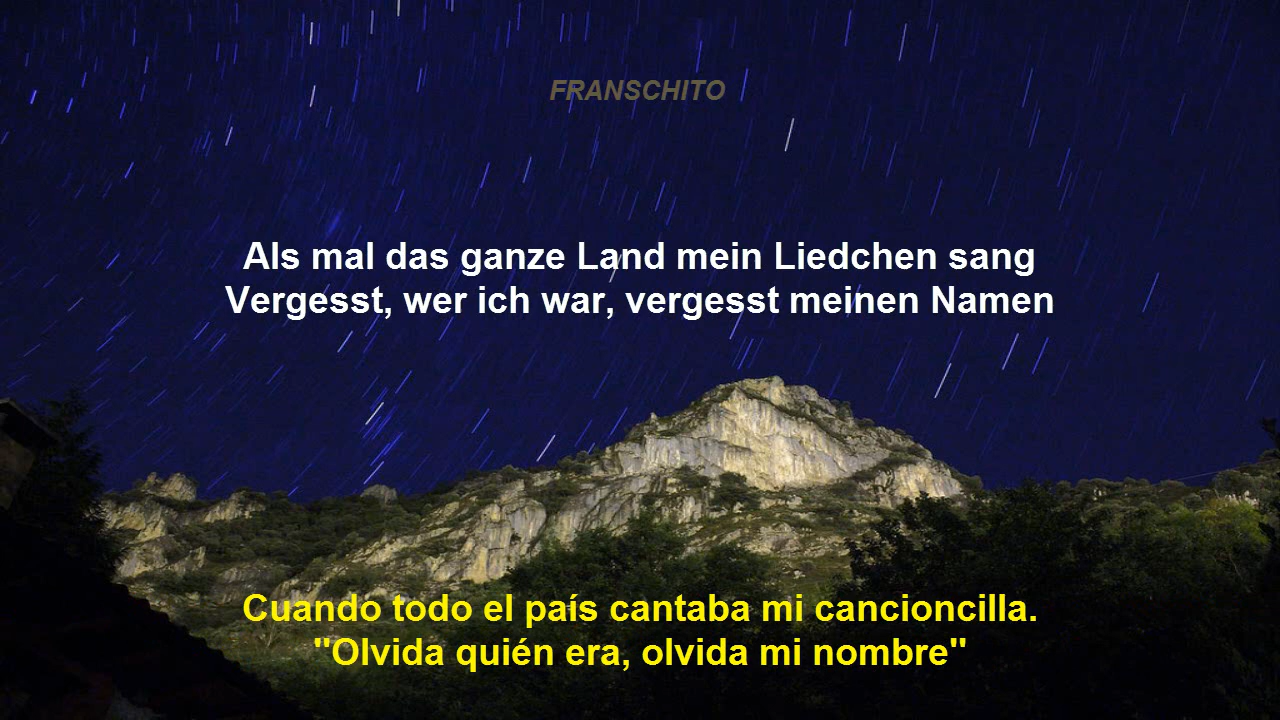 FRANSCHITO
Als mal das ganze Land mein Liedchen sang
Vergesst, wer ich war, vergesst meinen Namen
Cuando todo el país cantaba mi cancioncilla.
"Olvida quién era, olvida mi nombre"